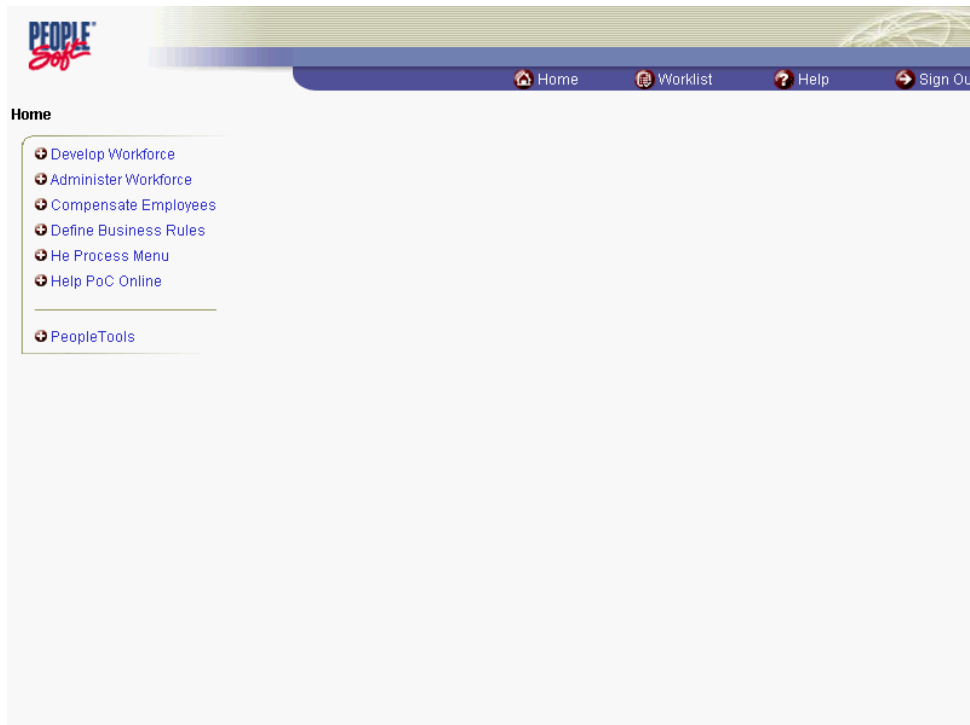 PEOPLE
Soft
Home Worklist Help Sign Ou
Home
Develop Workforce
Administer Workforce
Compensate Employees
Define Business Rules
He Process Menu
Help PoC Online
PeopleTools